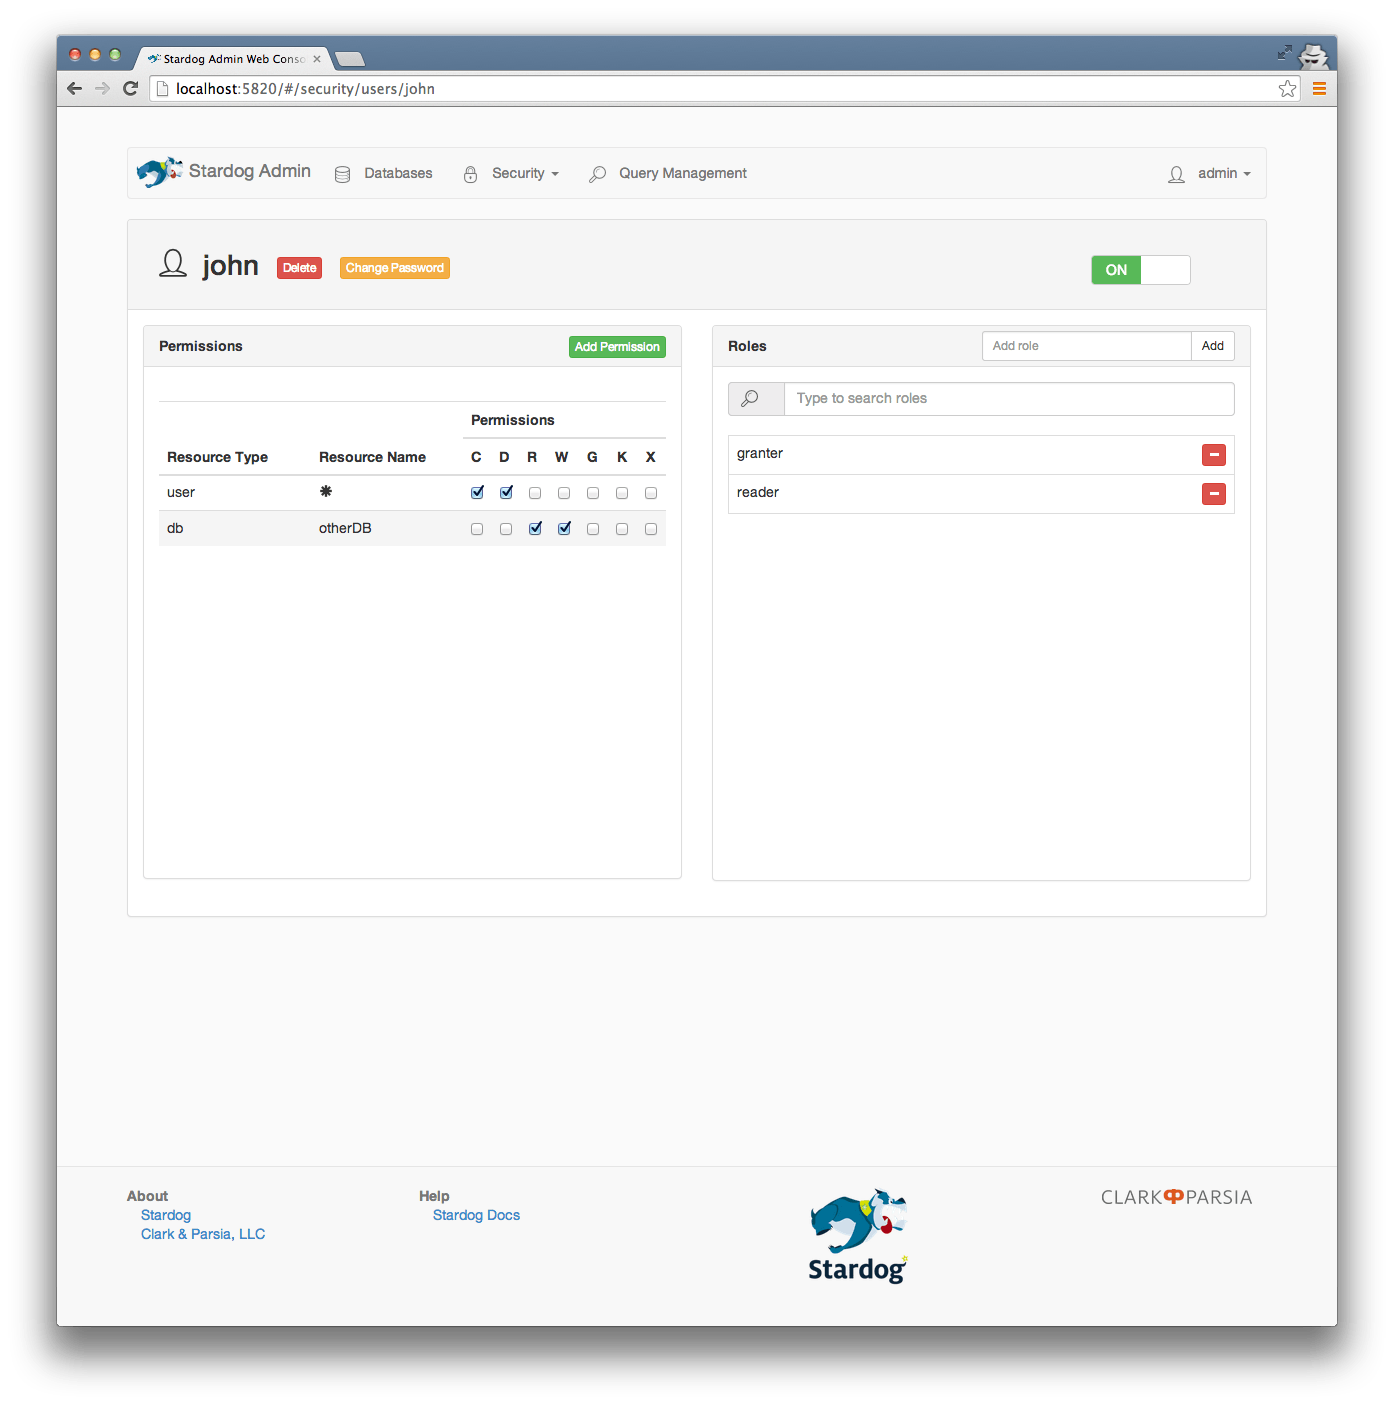 Stardog Admin Web Conso
localhost:5820/#/security/users/john
Stardog Admin Databases Security Query Management admin
john Delete Change Password ON
Permissions Add Permission
Roles Add role Add
Type to search roles
Permissions
Resource Type Resource Name C D R W G K X
user *
db otherDB
granter
reader
About
Stardog
Clark & Parsia, LLC
Help
Stardog Docs
Stardog
CLARK PARSIA